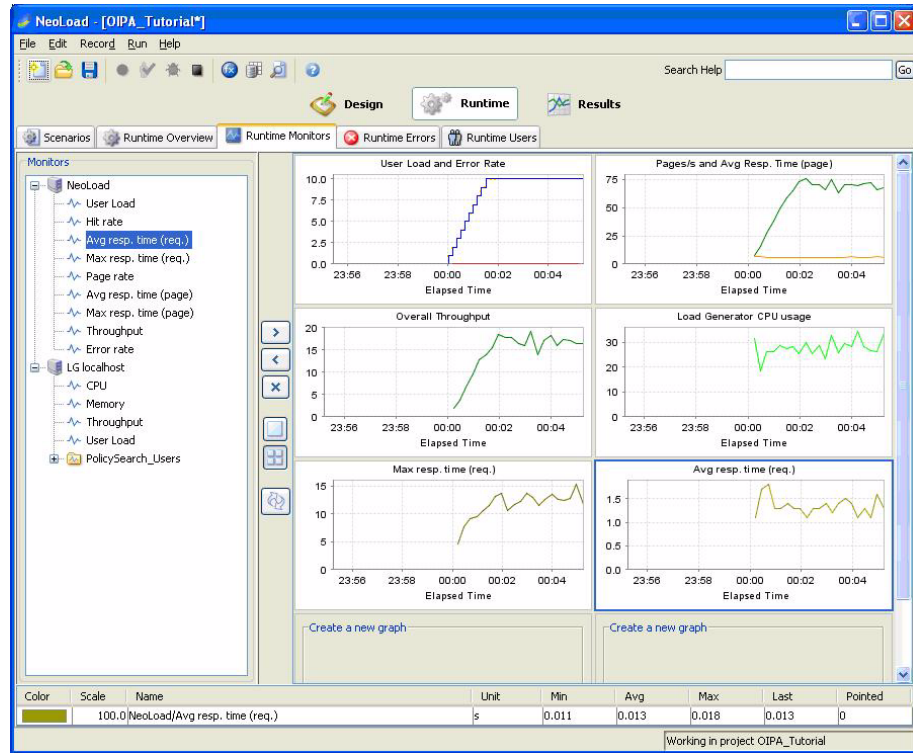 NeoLoad - [OIPA_Tutorial*]
File Edit Record Run Help
Search Help Go
Design Runtime Results
Scenarios Runtime Overview Runtime Monitors Runtime Errors Runtime Users
Monitors
NeoLoad
User Load
Hit rate
Avg resp. time (req.)
Max resp. time (req.)
Page rate
Avg resp. time (page)
Max resp. time (page)
Throughput
Error rate
LG localhost
CPU
Memory
Throughput
User Load
PolicySearch_Users
User Load and Error Rate
10.0
7.5
5.0
2.5
0.0
23:56 23:58 00:00 00:02 00:04
Elapsed Time
Pages/s and Avg Resp. Time (page)
75
50
25
0
23:56 23:58 00:00 00:02 00:04
Elapsed Time
Overall Throughput
20
15
10
5
0
23:56 23:58 00:00 00:02 00:04
Elapsed Time
Load Generator CPU usage
30
20
10
0
23:56 23:58 00:00 00:02 00:04
Elapsed Time
Max resp. time (req.)
15
10
5
0
23:56 23:58 00:00 00:02 00:04
Elapsed Time
Avg resp. time (req.)
1.5
1.0
0.5
0.0
23:56 23:58 00:00 00:02 00:04
Elapsed Time
Create a new graph
Create a new graph
Color Scale Name Unit Min Avg Max Last Pointed
100.0 NeoLoad/Avg resp. time (req.) s 0.011 0.013 0.018 0.013 0
Working in project OIPA_Tutorial